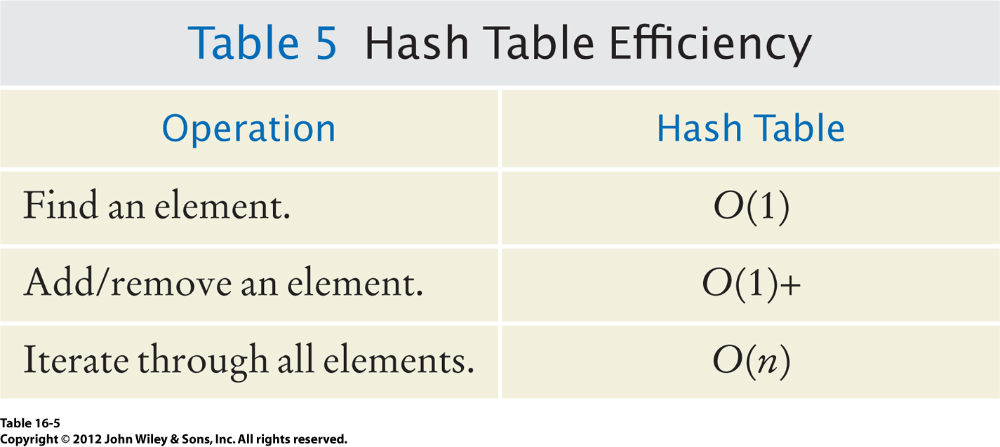 Table 5 Hash Table Efficiency
Operation Hash Table
Find an element. O(1)
Add/remove an element. O(1)+
Iterate through all elements. O(n)
Table 16-5
Copyright © 2012 John Wiley & Sons, Inc. All rights reserved.